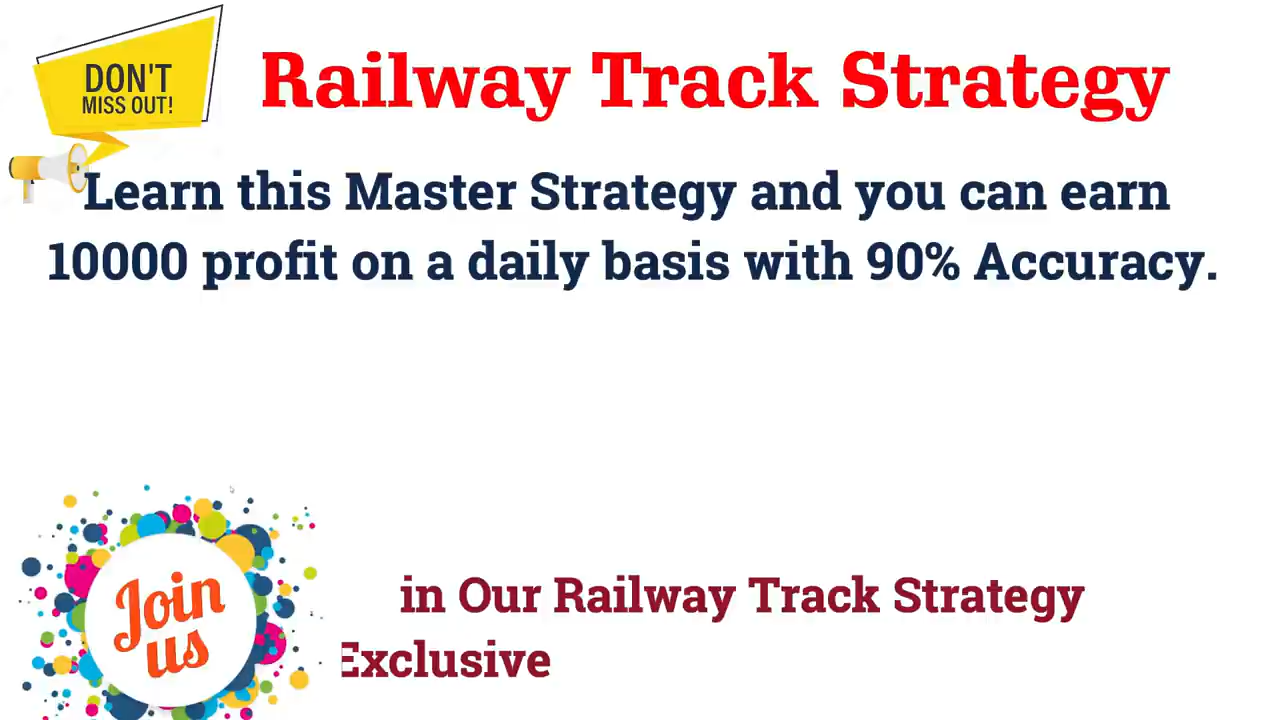 DON'T
MISS OUT!
Railway Track Strategy
Learn this Master Strategy and you can earn
10000 profit on a daily basis with 90% Accuracy.
Join
us
in Our Railway Track Strategy
Exclusive